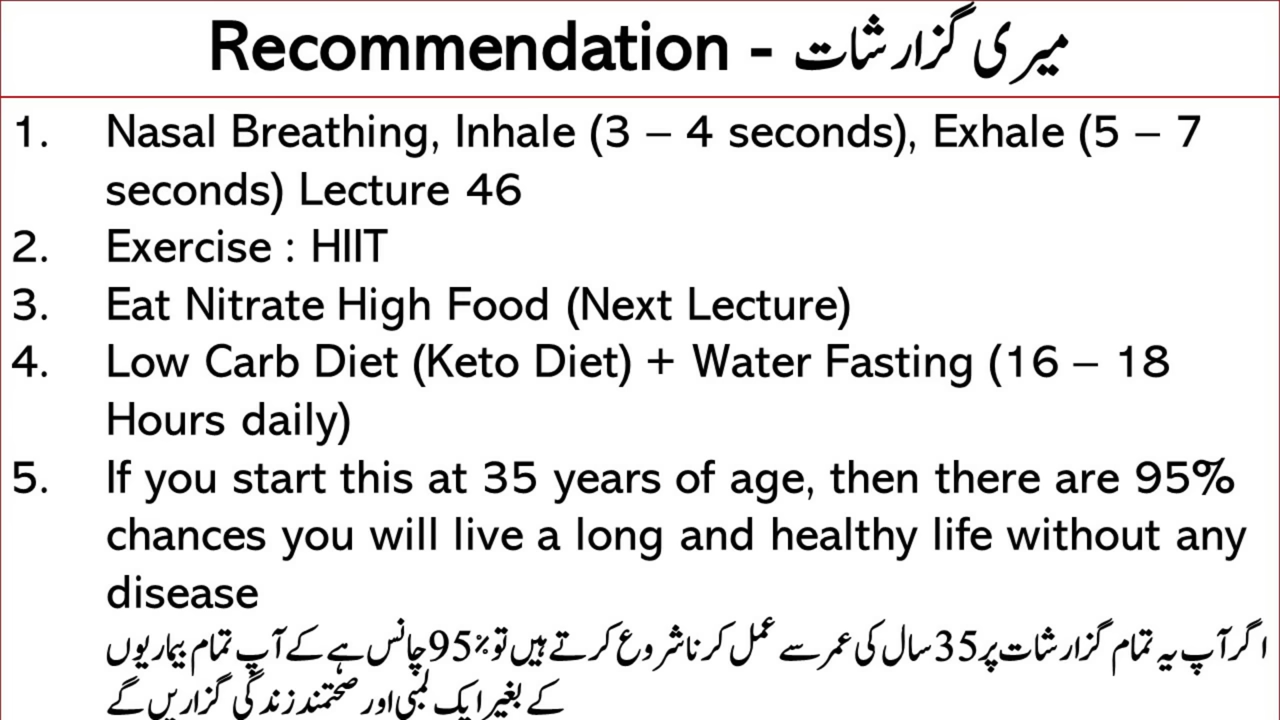 Recommendation - میری گزارشات
1. Nasal Breathing, Inhale (3 – 4 seconds), Exhale (5 – 7
seconds) Lecture 46
2. Exercise : HIIT
3. Eat Nitrate High Food (Next Lecture)
4. Low Carb Diet (Keto Diet) + Water Fasting (16 – 18
Hours daily)
5. If you start this at 35 years of age, then there are 95%
chances you will live a long and healthy life without any
disease
اگر آپ یہ تمام گزارشات پر 35 سال کی عمر سے عمل کرنا شروع کرتے ہیں تو %95 چانس ہے کے آپ تمام بیماریوں
کے بغیر ایک لمبی اور صحتمند زندگی گزاریں گے